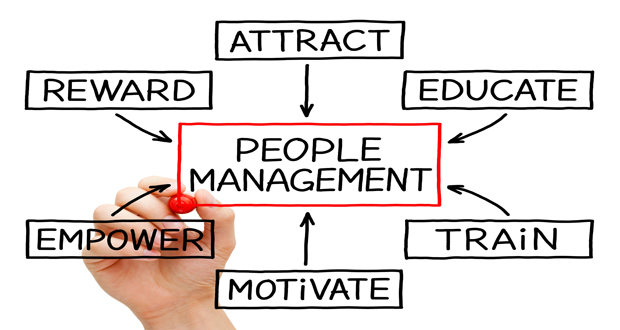 ATTRACT
REWARD
EDUCATE
PEOPLE
MANAGEMENT
EMPOWER
TRAiN
MOTiVATE